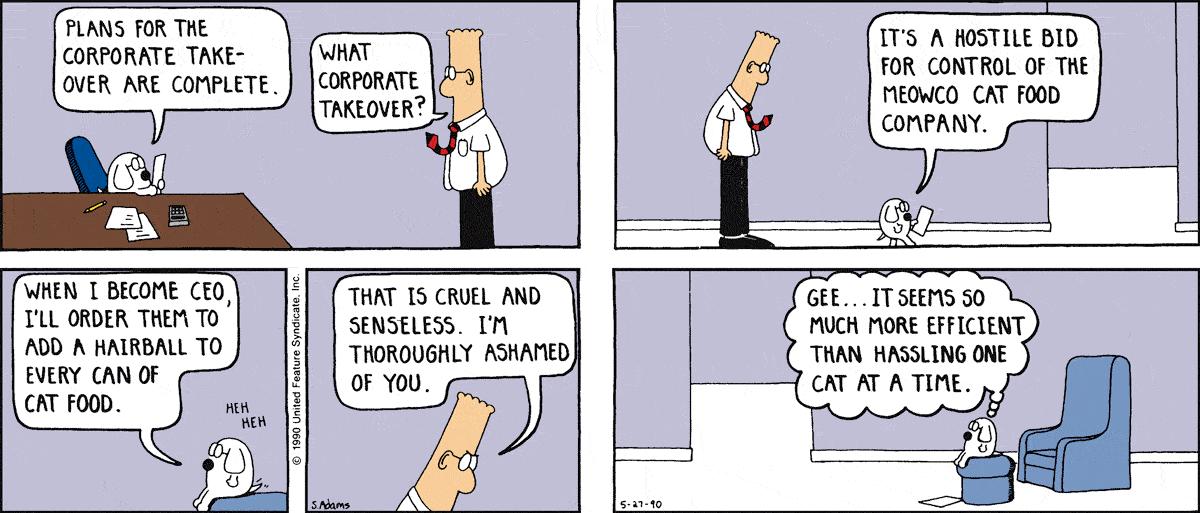 PLANS FOR THE
CORPORATE TAKE-
OVER ARE COMPLETE.
WHAT
CORPORATE
TAKEOVER?
IT'S A HOSTILE BID
FOR CONTROL OF THE
MEOWCO CAT FOOD
COMPANY.
WHEN I BECOME CEO,
I'LL ORDER THEM TO
ADD A HAIRBALL TO
EVERY CAN OF
CAT FOOD.
HEH
HEH
© 1990 United Feature Syndicate, Inc.
THAT IS CRUEL AND
SENSELESS. I'M
THOROUGHLY ASHAMED
OF YOU.
S.Adams
GEE... IT SEEMS SO
MUCH MORE EFFICIENT
THAN HASSLING ONE
CAT AT A TIME.
5-27-90